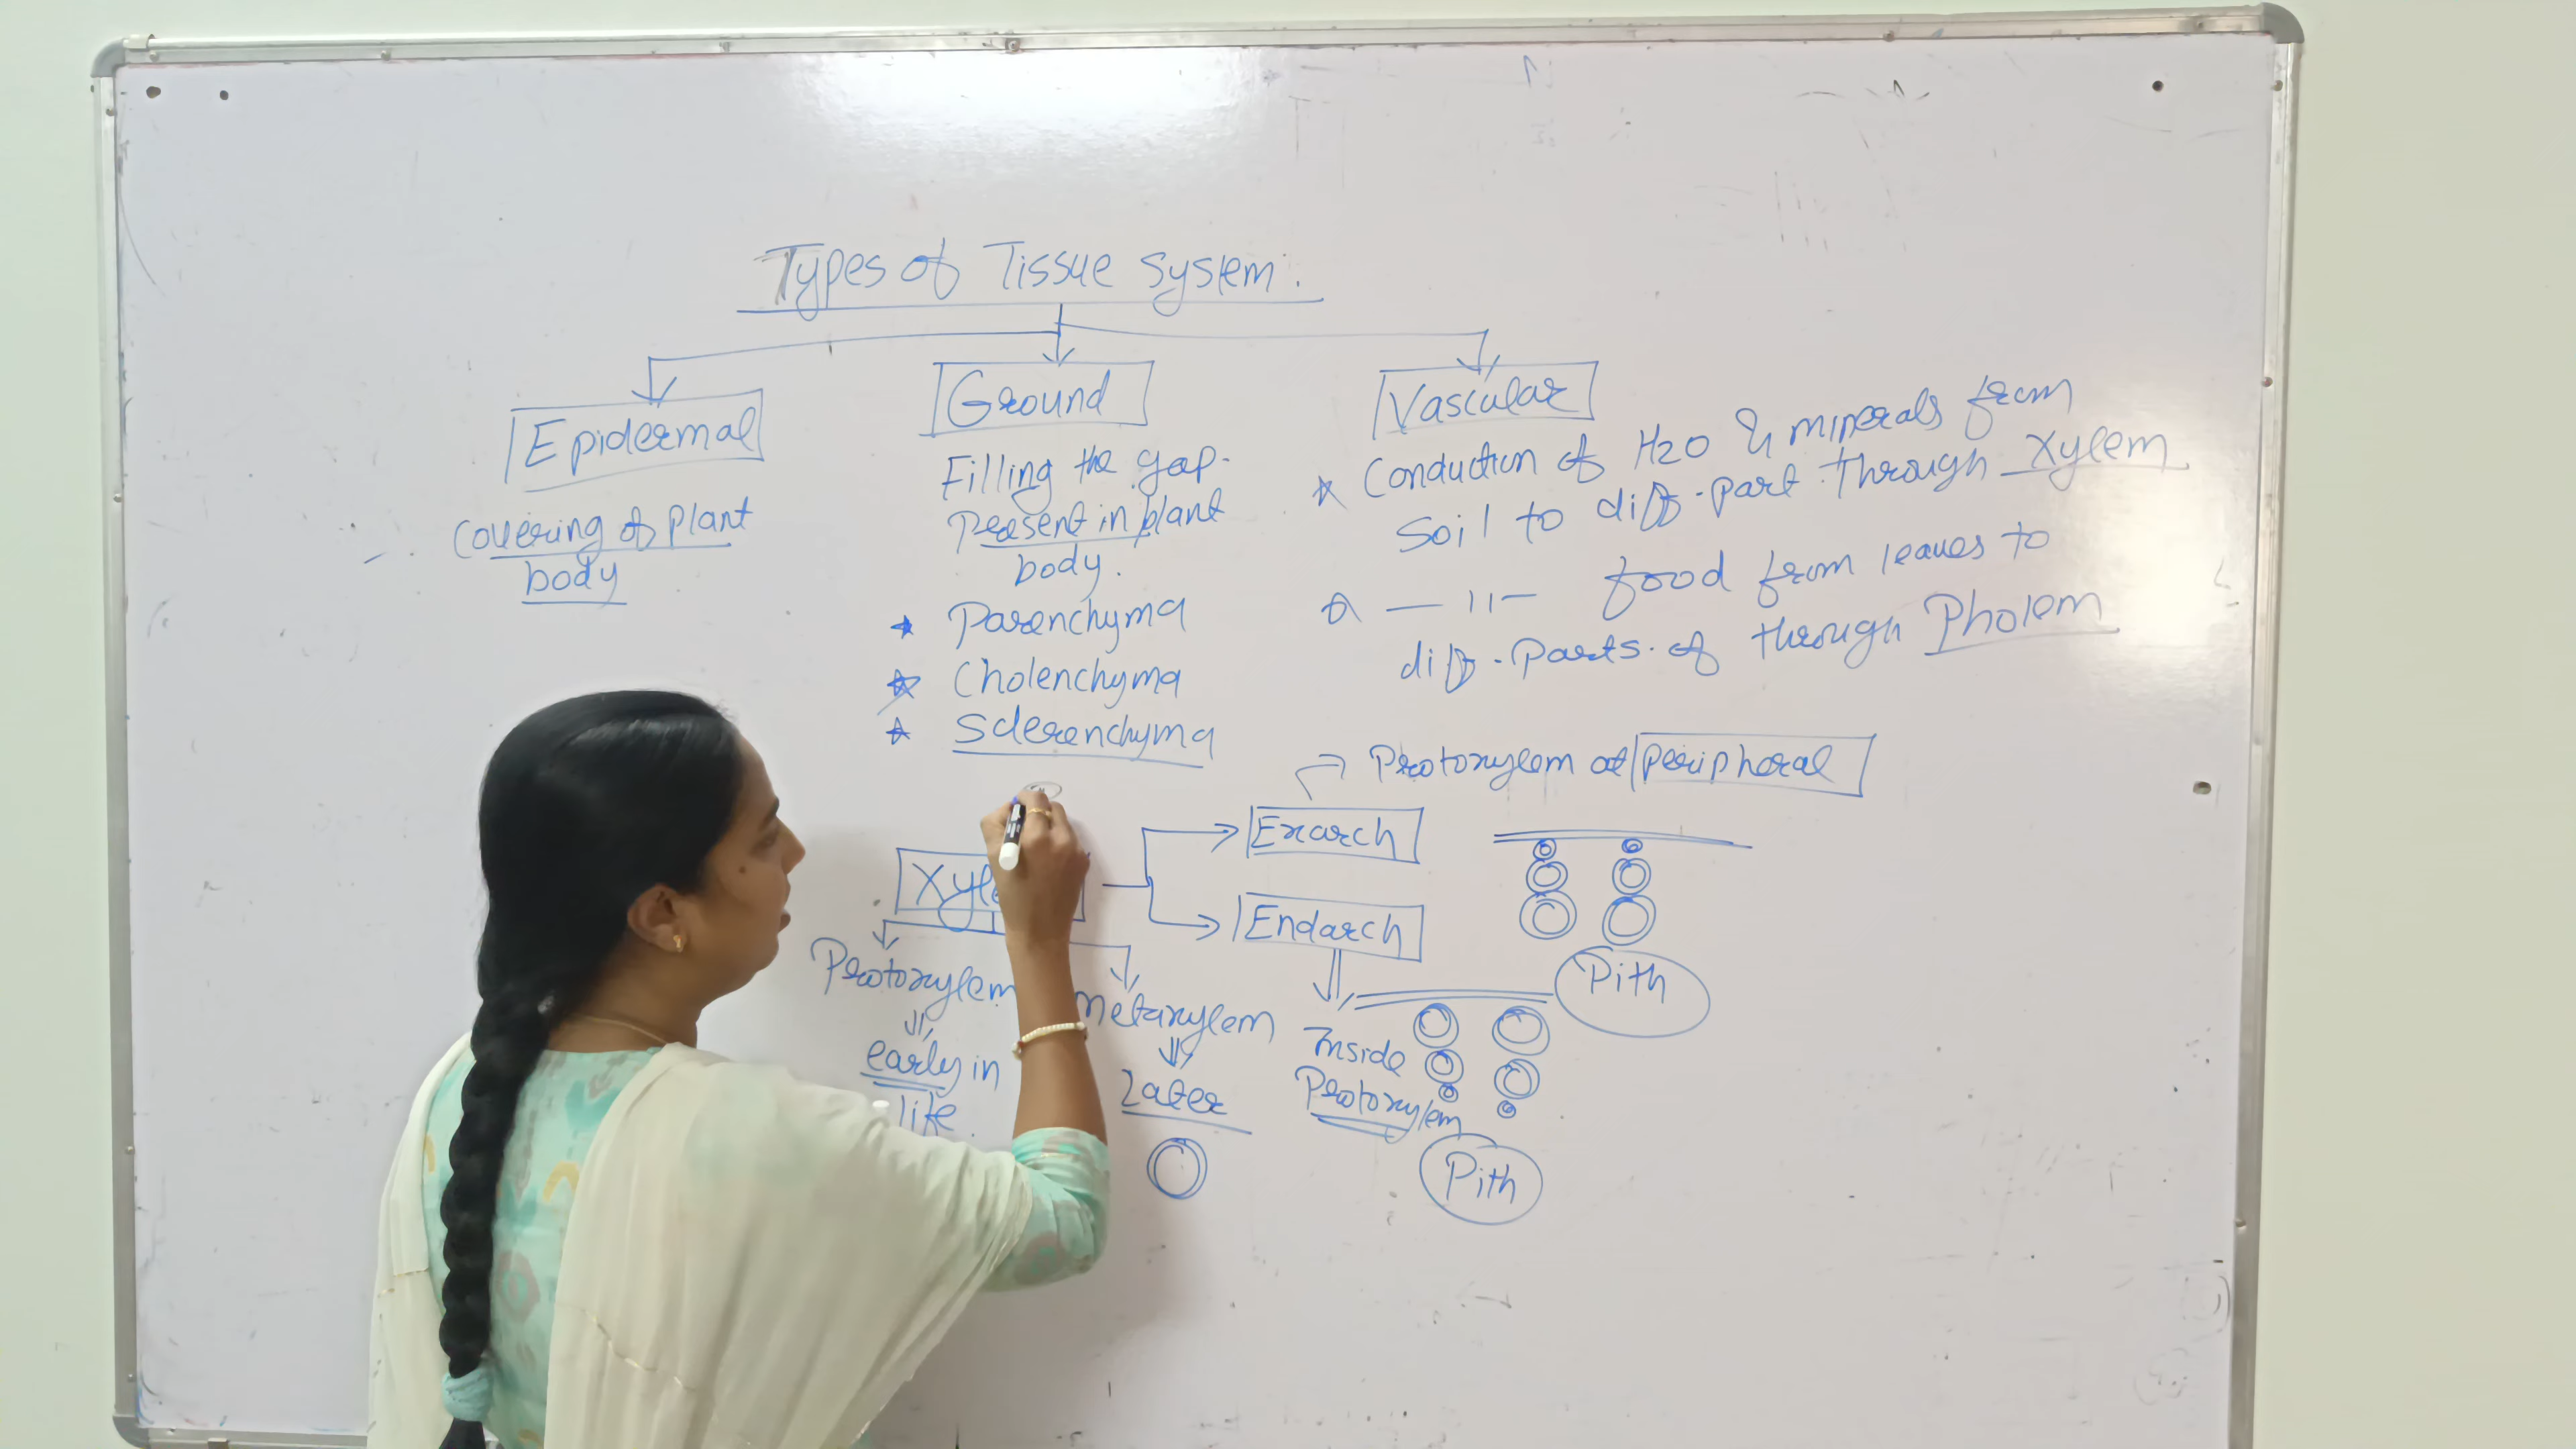 Types of Tissue System.
Epidermal
Covering of plant
body
Ground
Filling the gap.
Present in plant
body.
Parenchyma
Cholenchyma
Sclerenchyma
Vascular
Conduction of H2O & minerals from
Soil to diff. part through Xylem
— 11 — food from leaves to
diff. parts. of through Pholem
Protoxylem at peripheral
Exarch
Endarch
Protoxylem
early in
life.
Metaxylem
Later
Pith
Inside
Protoxylem
Pith